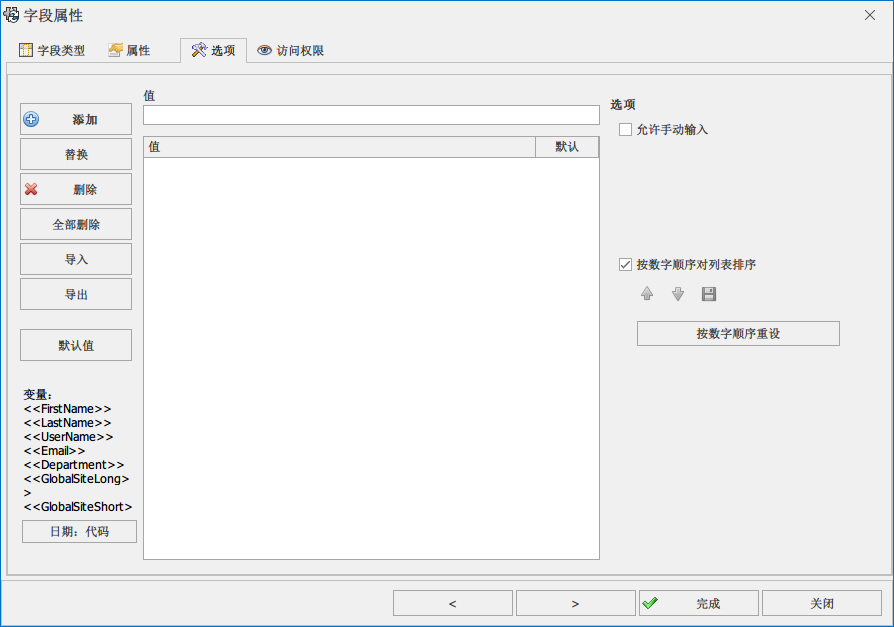 字段属性
字段类型
属性
选项
访问权限
添加
替换
删除
全部删除
导入
导出
默认值
变量：
<<FirstName>>
<<LastName>>
<<UserName>>
<<Email>>
<<Department>>
<<GlobalSiteLong>
>
<<GlobalSiteShort>
日期：代码
值
值
默认
选项
允许手动输入
按数字顺序对列表排序
按数字顺序重设
<
>
完成
关闭